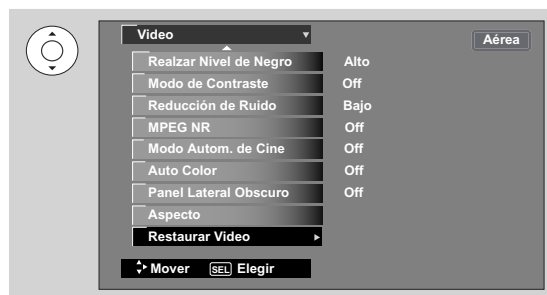 Video
Aérea
Realzar Nivel de Negro Alto
Modo de Contraste Off
Reducción de Ruido Bajo
MPEG NR Off
Modo Autom. de Cine Off
Auto Color Off
Panel Lateral Obscuro Off
Aspecto
Restaurar Video
Mover SEL Elegir